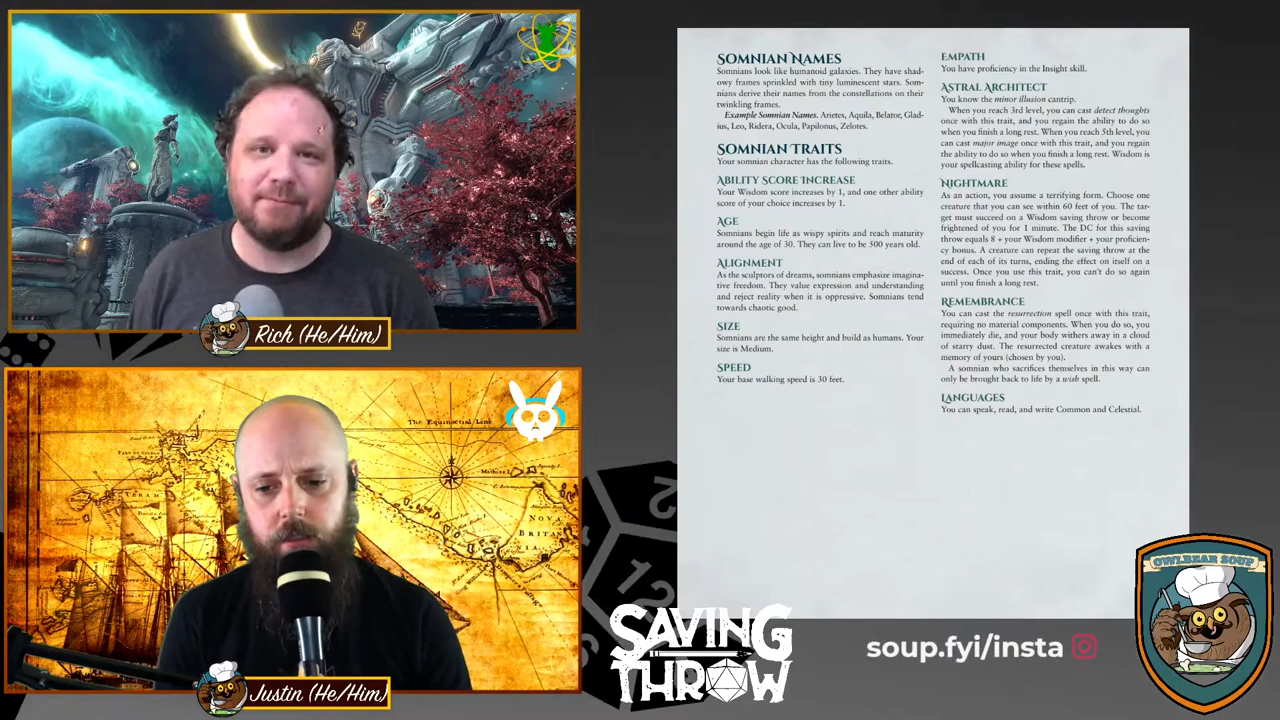 Rich (He/Him)
The Equinoctial Line
NOVA
BRITAN
Justin (He/Him)
SOMNIAN NAMES
Somnians look like humanoid galaxies. They have shad-
owy frames sprinkled with tiny luminescent stars. Som-
nians derive their names from the constellations on their
twinkling frames.
Example Somnian Names. Arietes, Aquila, Belator, Glad-
ius, Leo, Ridera, Ocula, Papilonus, Zelotes.
SOMNIAN TRAITS
Your somnian character has the following traits.
ABILITY SCORE INCREASE
Your Wisdom score increases by 1, and one other ability
score of your choice increases by 1.
AGE
Somnians begin life as wispy spirits and reach maturity
around the age of 30. They can live to be 500 years old.
ALIGNMENT
As the sculptors of dreams, somnians emphasize imagina-
tive freedom. They value expression and understanding
and reject reality when it is oppressive. Somnians tend
towards chaotic good.
SIZE
Somnians are the same height and build as humans. Your
size is Medium.
SPEED
Your base walking speed is 30 feet.
EMPATH
You have proficiency in the Insight skill.
ASTRAL ARCHITECT
You know the minor illusion cantrip.
When you reach 3rd level, you can cast detect thoughts
once with this trait, and you regain the ability to do so
when you finish a long rest. When you reach 5th level, you
can cast major image once with this trait, and you regain
the ability to do so when you finish a long rest. Wisdom is
your spellcasting ability for these spells.
NIGHTMARE
As an action, you assume a terrifying form. Choose one
creature that you can see within 60 feet of you. The tar-
get must succeed on a Wisdom saving throw or become
frightened of you for 1 minute. The DC for this saving
throw equals 8 + your Wisdom modifier + your proficien-
cy bonus. A creature can repeat the saving throw at the
end of each of its turns, ending the effect on itself on a
success. Once you use this trait, you can't do so again
until you finish a long rest.
REMEMBRANCE
You can cast the resurrection spell once with this trait,
requiring no material components. When you do so, you
immediately die, and your body withers away in a cloud
of starry dust. The resurrected creature awakes with a
memory of yours (chosen by you).
A somnian who sacrifices themselves in this way can
only be brought back to life by a wish spell.
LANGUAGES
You can speak, read, and write Common and Celestial.
12
SAVING
THROW
soup.fyi/insta
OWLBEAR SOUP